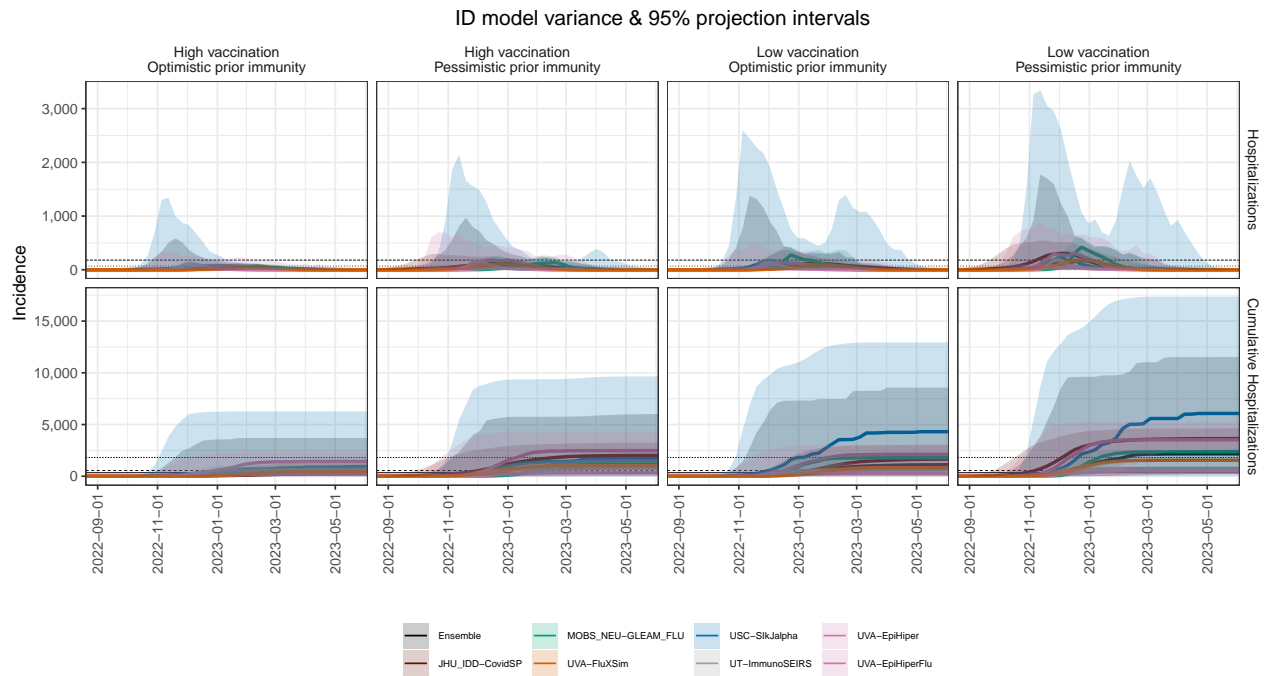 ID model variance & 95% projection intervals
High vaccination
Optimistic prior immunity
High vaccination
Pessimistic prior immunity
Low vaccination
Optimistic prior immunity
Low vaccination
Pessimistic prior immunity
Incidence
3,000
2,000
1,000
0
Hospitalizations
15,000
10,000
5,000
0
Cumulative Hospitalizations
2022-09-01
2022-11-01
2023-01-01
2023-03-01
2023-05-01
2022-09-01
2022-11-01
2023-01-01
2023-03-01
2023-05-01
2022-09-01
2022-11-01
2023-01-01
2023-03-01
2023-05-01
2022-09-01
2022-11-01
2023-01-01
2023-03-01
2023-05-01
Ensemble
MOBS_NEU-GLEAM_FLU
USC-SIkJalpha
UVA-EpiHiper
JHU_IDD-CovidSP
UVA-FluXSim
UT-ImmunoSEIRS
UVA-EpiHiperFlu